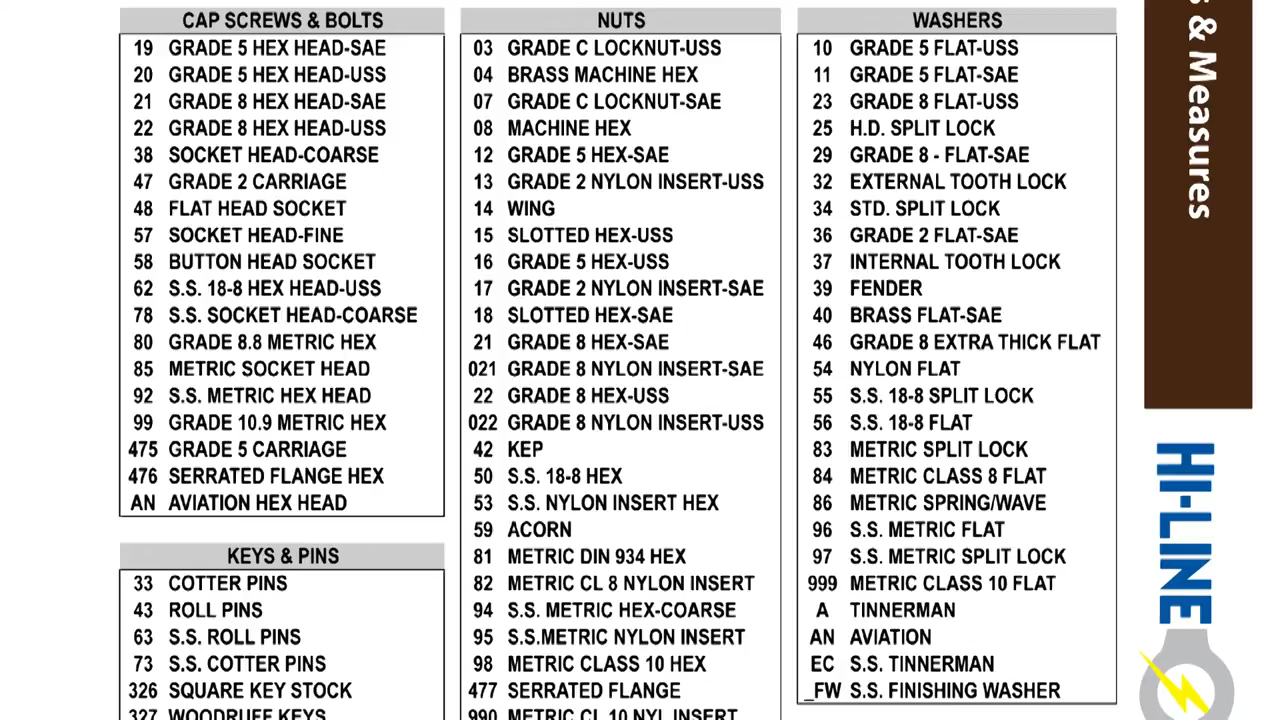 CAP SCREWS & BOLTS
19 GRADE 5 HEX HEAD-SAE
20 GRADE 5 HEX HEAD-USS
21 GRADE 8 HEX HEAD-SAE
22 GRADE 8 HEX HEAD-USS
38 SOCKET HEAD-COARSE
47 GRADE 2 CARRIAGE
48 FLAT HEAD SOCKET
57 SOCKET HEAD-FINE
58 BUTTON HEAD SOCKET
62 S.S. 18-8 HEX HEAD-USS
78 S.S. SOCKET HEAD-COARSE
80 GRADE 8.8 METRIC HEX
85 METRIC SOCKET HEAD
92 S.S. METRIC HEX HEAD
99 GRADE 10.9 METRIC HEX
475 GRADE 5 CARRIAGE
476 SERRATED FLANGE HEX
AN AVIATION HEX HEAD
KEYS & PINS
33 COTTER PINS
43 ROLL PINS
63 S.S. ROLL PINS
73 S.S. COTTER PINS
326 SQUARE KEY STOCK
327 WOODRUFF KEYS
NUTS
03 GRADE C LOCKNUT-USS
04 BRASS MACHINE HEX
07 GRADE C LOCKNUT-SAE
08 MACHINE HEX
12 GRADE 5 HEX-SAE
13 GRADE 2 NYLON INSERT-USS
14 WING
15 SLOTTED HEX-USS
16 GRADE 5 HEX-USS
17 GRADE 2 NYLON INSERT-SAE
18 SLOTTED HEX-SAE
21 GRADE 8 HEX-SAE
021 GRADE 8 NYLON INSERT-SAE
22 GRADE 8 HEX-USS
022 GRADE 8 NYLON INSERT-USS
42 KEP
50 S.S. 18-8 HEX
53 S.S. NYLON INSERT HEX
59 ACORN
81 METRIC DIN 934 HEX
82 METRIC CL 8 NYLON INSERT
94 S.S. METRIC HEX-COARSE
95 S.S.METRIC NYLON INSERT
98 METRIC CLASS 10 HEX
477 SERRATED FLANGE
990 METRIC CL 10 NYL INSERT
WASHERS
10 GRADE 5 FLAT-USS
11 GRADE 5 FLAT-SAE
23 GRADE 8 FLAT-USS
25 H.D. SPLIT LOCK
29 GRADE 8 - FLAT-SAE
32 EXTERNAL TOOTH LOCK
34 STD. SPLIT LOCK
36 GRADE 2 FLAT-SAE
37 INTERNAL TOOTH LOCK
39 FENDER
40 BRASS FLAT-SAE
46 GRADE 8 EXTRA THICK FLAT
54 NYLON FLAT
55 S.S. 18-8 SPLIT LOCK
56 S.S. 18-8 FLAT
83 METRIC SPLIT LOCK
84 METRIC CLASS 8 FLAT
86 METRIC SPRING/WAVE
96 S.S. METRIC FLAT
97 S.S. METRIC SPLIT LOCK
999 METRIC CLASS 10 FLAT
A TINNERMAN
AN AVIATION
EC S.S. TINNERMAN
_FW S.S. FINISHING WASHER
s & Measures
HI-LINE